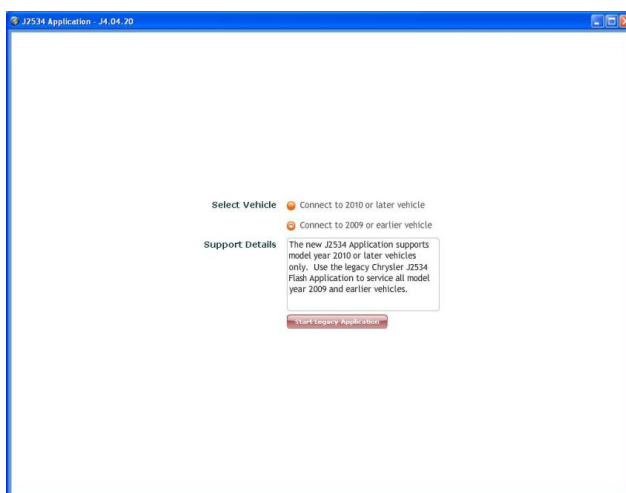 J2534 Application - J4.04.20
Select Vehicle
Connect to 2010 or later vehicle
Connect to 2009 or earlier vehicle
Support Details
The new J2534 Application supports
model year 2010 or later vehicles
only. Use the legacy Chrysler J2534
Flash Application to service all model
year 2009 and earlier vehicles.
Start Legacy Application